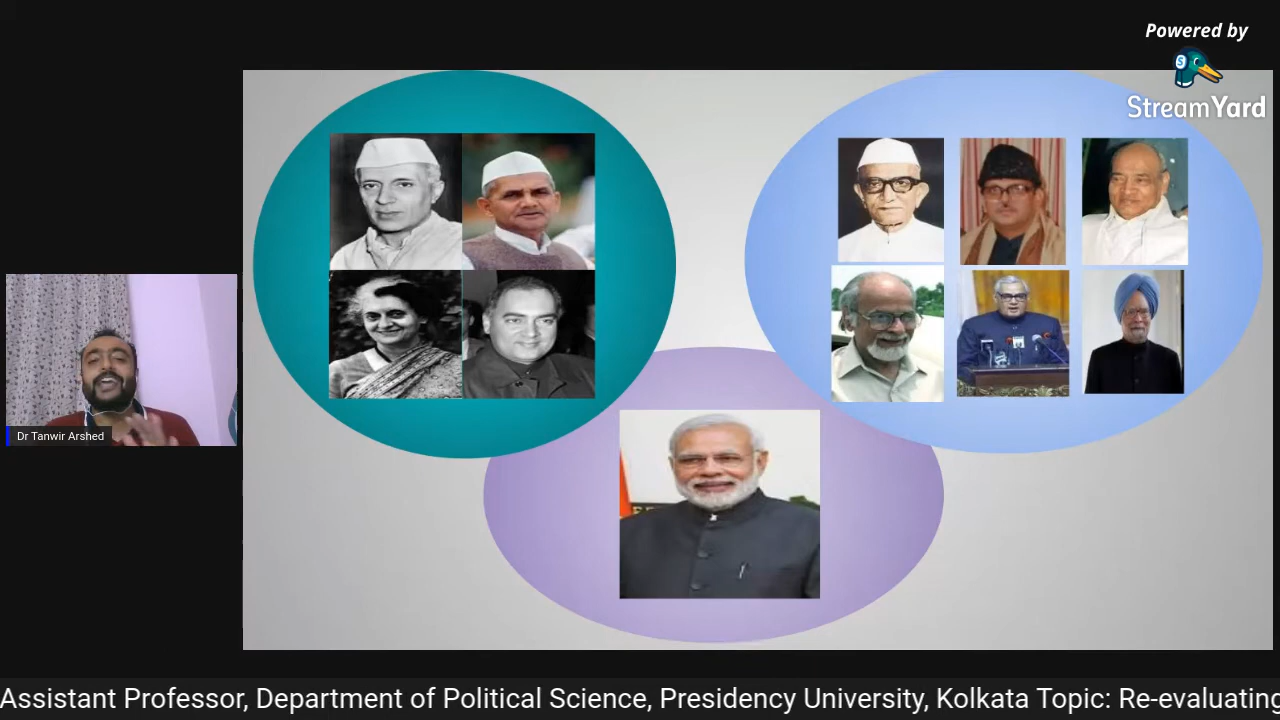 Powered by
StreamYard
Dr Tanwir Arshed
Assistant Professor, Department of Political Science, Presidency University, Kolkata Topic: Re-evaluating